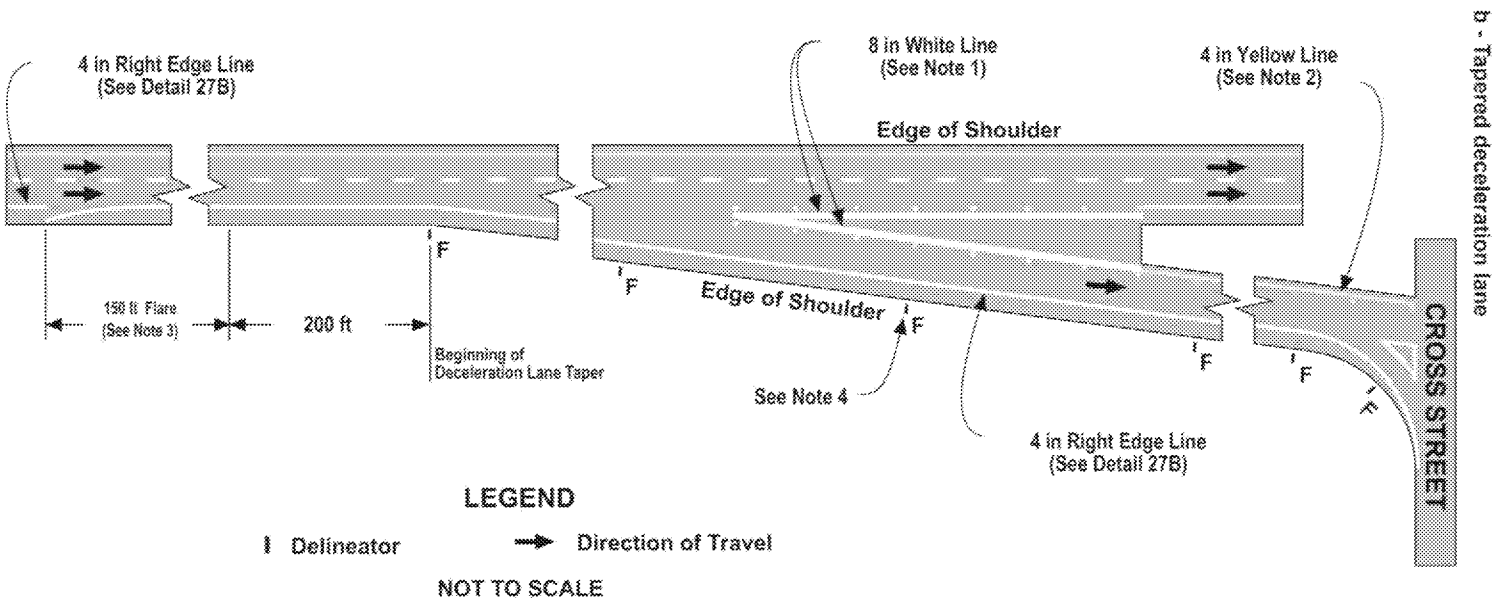 b - Tapered deceleration lane
4 in Right Edge Line
(See Detail 27B)
8 in White Line
(See Note 1)
4 in Yellow Line
(See Note 2)
Edge of Shoulder
F
F
Edge of Shoulder
F
F
F
F
150 ft Flare
(See Note 3)
200 ft
Beginning of
Deceleration Lane Taper
See Note 4
4 in Right Edge Line
(See Detail 27B)
CROSS STREET
LEGEND
Delineator
Direction of Travel
NOT TO SCALE